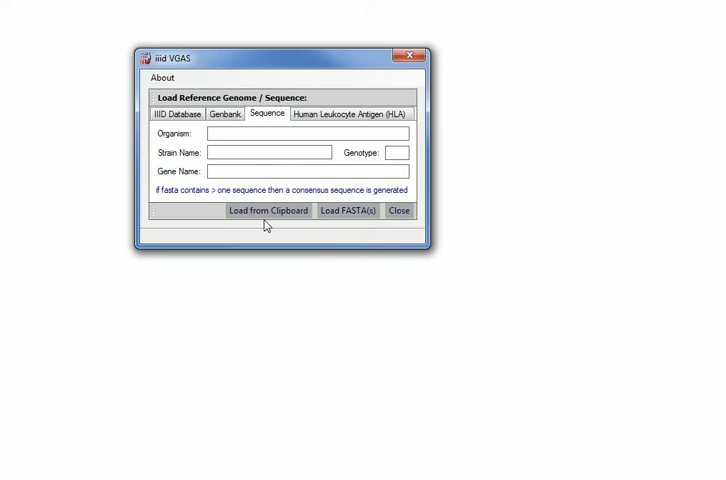 iiid VGAS
About
Load Reference Genome / Sequence:
IIID Database Genbank Sequence Human Leukocyte Antigen (HLA)
Organism:
Strain Name: Genotype:
Gene Name:
if fasta contains > one sequence then a consensus sequence is generated
Load from Clipboard Load FASTA(s) Close